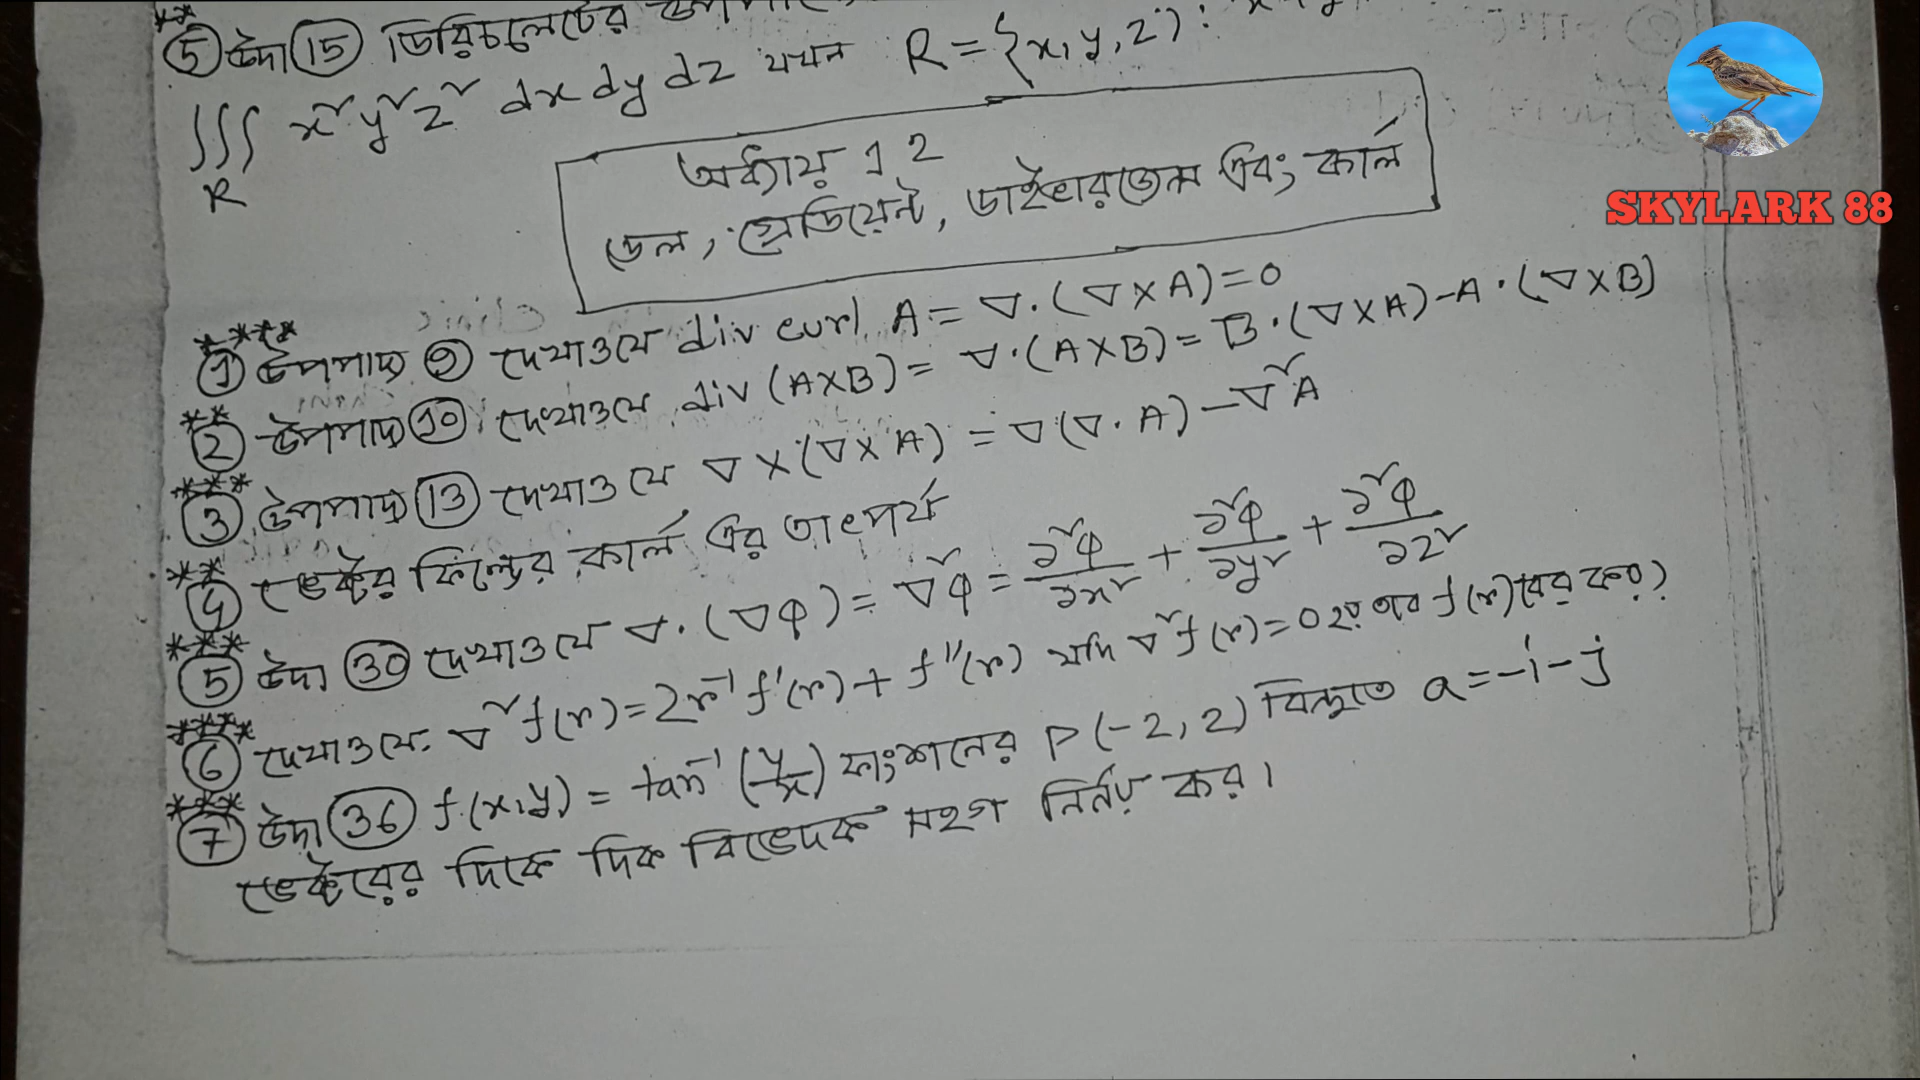 ** ⑤ উদা ⑮ ডিরিচলেটের
∭ x²y²z² dx dy dz যখন R = {x, y, z) :
R
অধ্যায় 12
ডেল, গ্রেডিয়েন্ট, ডাইভারজেন্স এবং কার্ল
**** ① উপপাদ্য ⑨ দেখাও যে div curl A = ∇·(∇×A) = 0
** ② উপপাদ্য ⑩ দেখাও যে div (A×B) = ∇·(A×B) = B·(∇×A) - A·(∇×B)
*** ③ উপপাদ্য ⑬ দেখাও যে ∇×(∇×A) = ∇(∇·A) - ∇²A
** ④ ভেক্টর ফিল্ডের কার্ল এর তাৎপর্য
*** ⑤ উদা ㉚ দেখাও যে ∇·(∇φ) = ∇²φ = ∂²φ/∂x² + ∂²φ/∂y² + ∂²φ/∂z²
**** ⑥ দেখাও যে ∇²f(r) = 2r⁻¹f'(r) + f''(r) যদি ∇²f(r) = 0 হয় তবে f(r) বের কর?
*** ⑦ উদা ㊱ f(x,y) = tan⁻¹(y/x) ফাংশনের P(-2, 2) বিন্দুতে a = -i - j
ভেক্টরের দিকে দিক বিভেদক সহগ নির্ণয় কর।
SKYLARK 88